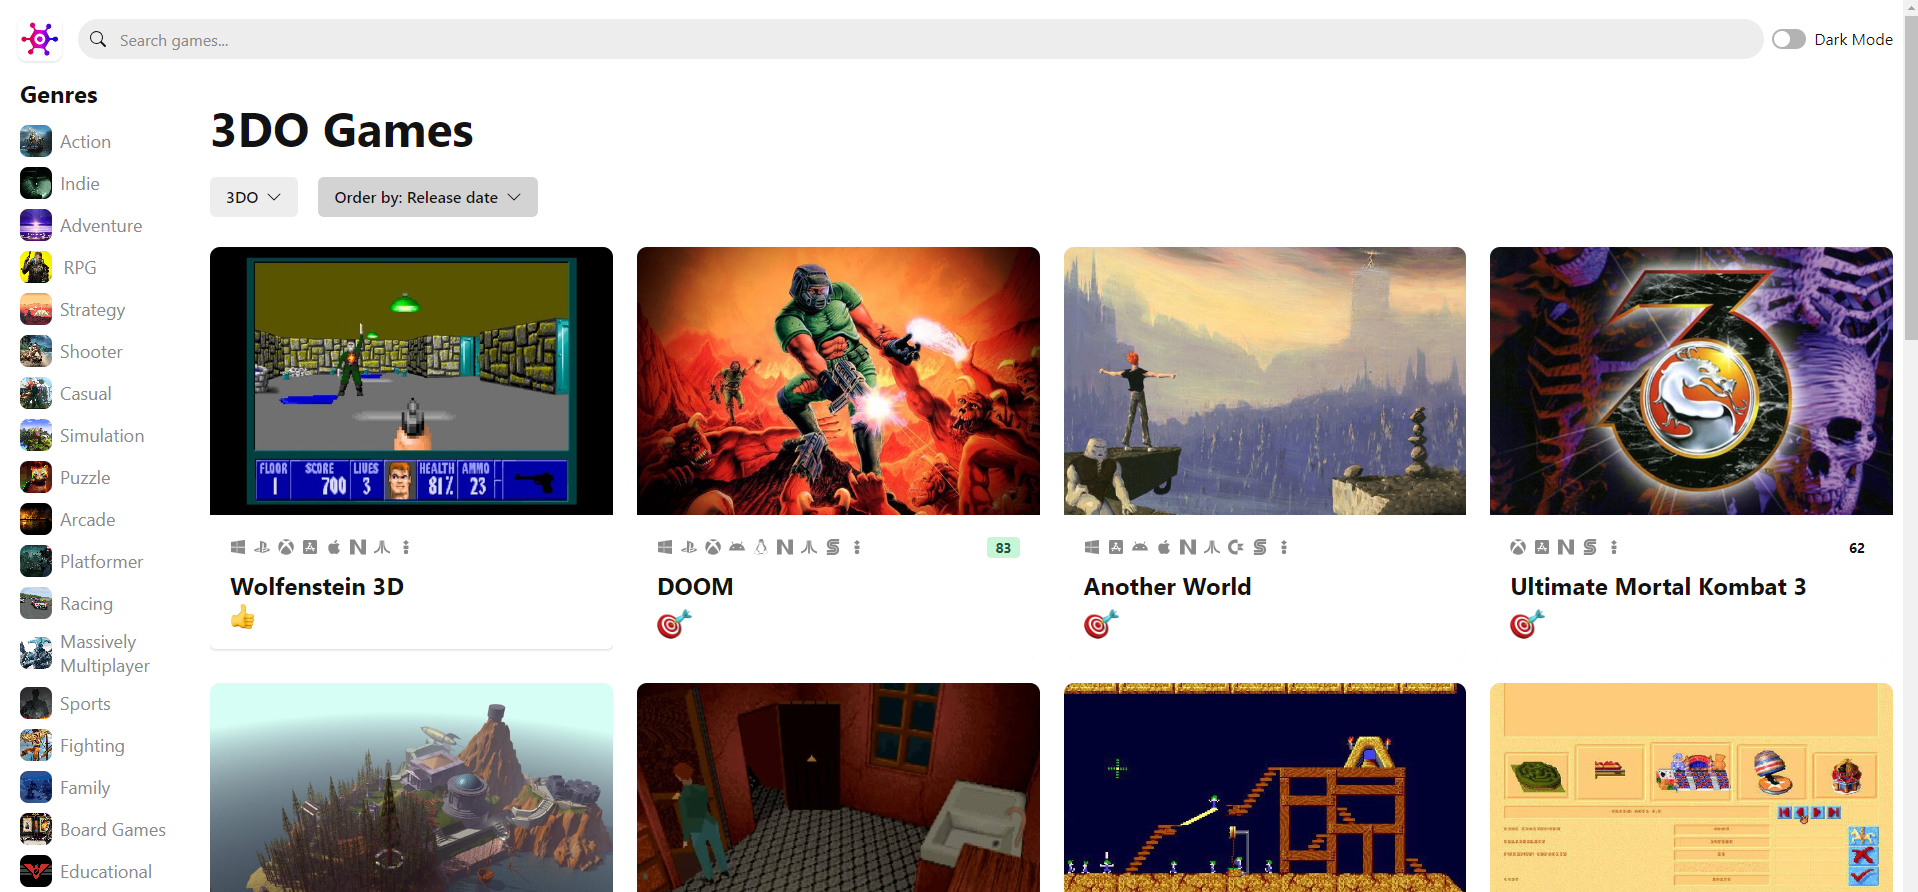 Search games...
Dark Mode
Genres
Action
Indie
Adventure
RPG
Strategy
Shooter
Casual
Simulation
Puzzle
Arcade
Platformer
Racing
Massively
Multiplayer
Sports
Fighting
Family
Board Games
Educational
3DO Games
3DO
Order by: Release date
FLOOR SCORE LIVES HEALTH AMMO
1 700 3 81% 23
Wolfenstein 3D
83
DOOM
Another World
3
62
Ultimate Mortal Kombat 3